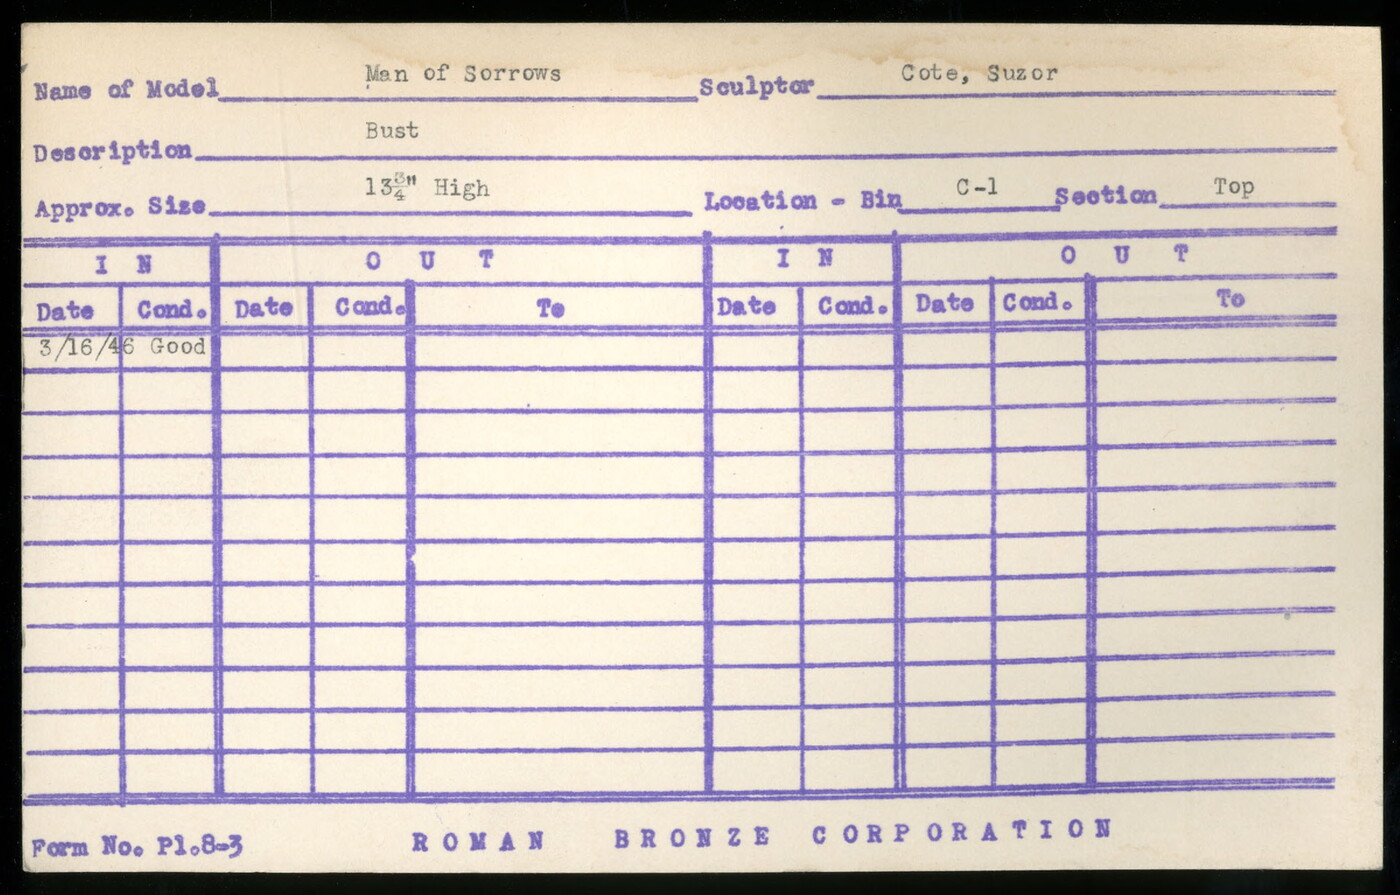 Name of Model Man of Sorrows Sculptor Cote, Suzor
Description Bust
Approx. Size 13¾" High Location - Bin C-1 Section Top
I N O U T I N O U T
Date Cond. Date Cond. To Date Cond. Date Cond. To
3/16/46 Good
Form No. Pl.8-3 ROMAN BRONZE CORPORATION